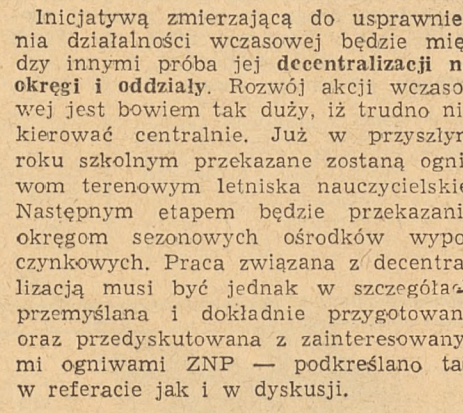 Inicjatywą zmierzającą do usprawnie
nia działalności wczasowej będzie mię
dzy innymi próba jej decentralizacji n
okręgi i oddziały. Rozwój akcji wczaso
wej jest bowiem tak duży, iż trudno ni
kierować centralnie. Już w przyszłyr
roku szkolnym przekazane zostaną ogni
wom terenowym letniska nauczycielskie
Następnym etapem będzie przekazani
okręgom sezonowych ośrodków wypo
czynkowych. Praca związana z decentra
lizacją musi być jednak w szczegóła
przemyślana i dokładnie przygotowan
oraz przedyskutowana z zainteresowany
mi ogniwami ZNP — podkreślano ta
w referacie jak i w dyskusji.